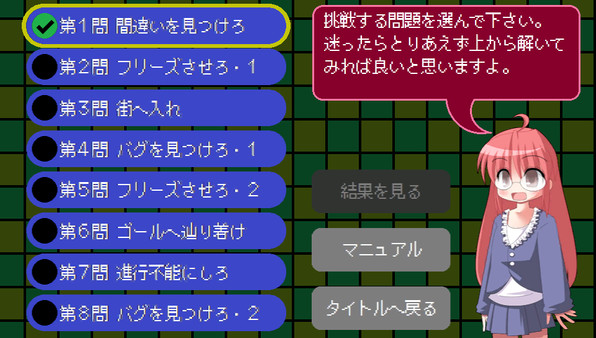 第1問 間違いを見つけろ
第2問 フリーズさせろ・1
第3問 街へ入れ
第4問 バグを見つけろ・1
第5問 フリーズさせろ・2
第6問 ゴールへ辿り着け
第7問 進行不能にしろ
第8問 バグを見つけろ・2
挑戦する問題を選んで下さい。
迷ったらとりあえず上から解いて
みれば良いと思いますよ。
結果を見る
マニュアル
タイトルへ戻る